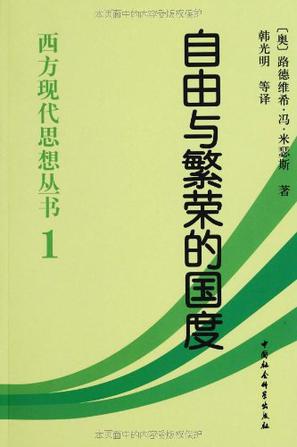 本页面中的内容受版权保护
[奥]路德维希·冯·米瑟斯 著
韩光明 等译
自由与繁荣的国度
西方现代思想丛书1
中国社会科学出版社
本页面中的内容受版权保护